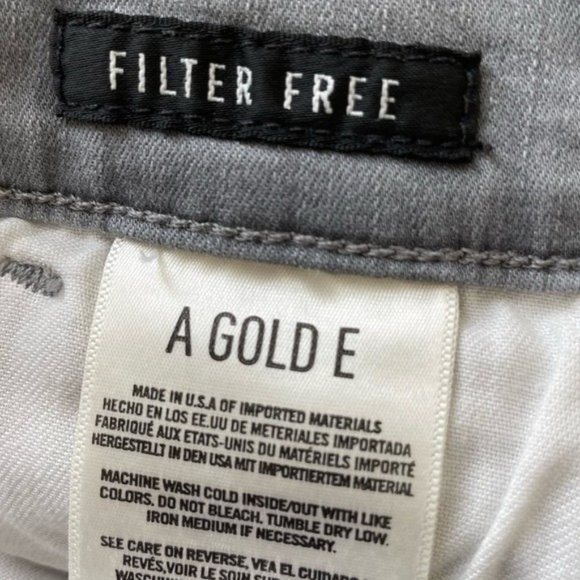 FILTER FREE
A GOLD E
MADE IN U.S.A OF IMPORTED MATERIALS
HECHO EN LOS EE.UU DE METERIALES IMPORTADA
FABRIQUÉ AUX ETATS-UNIS DU MATÉRIELS IMPORTÉ
HERGESTELLT IN DEN USA MIT IMPORTIERTEM MATERIAL
MACHINE WASH COLD INSIDE/OUT WITH LIKE
COLORS. DO NOT BLEACH. TUMBLE DRY LOW.
IRON MEDIUM IF NECESSARY.
SEE CARE ON REVERSE, VEA EL CUIDADO
REVÉS, VOIR LE SOIN